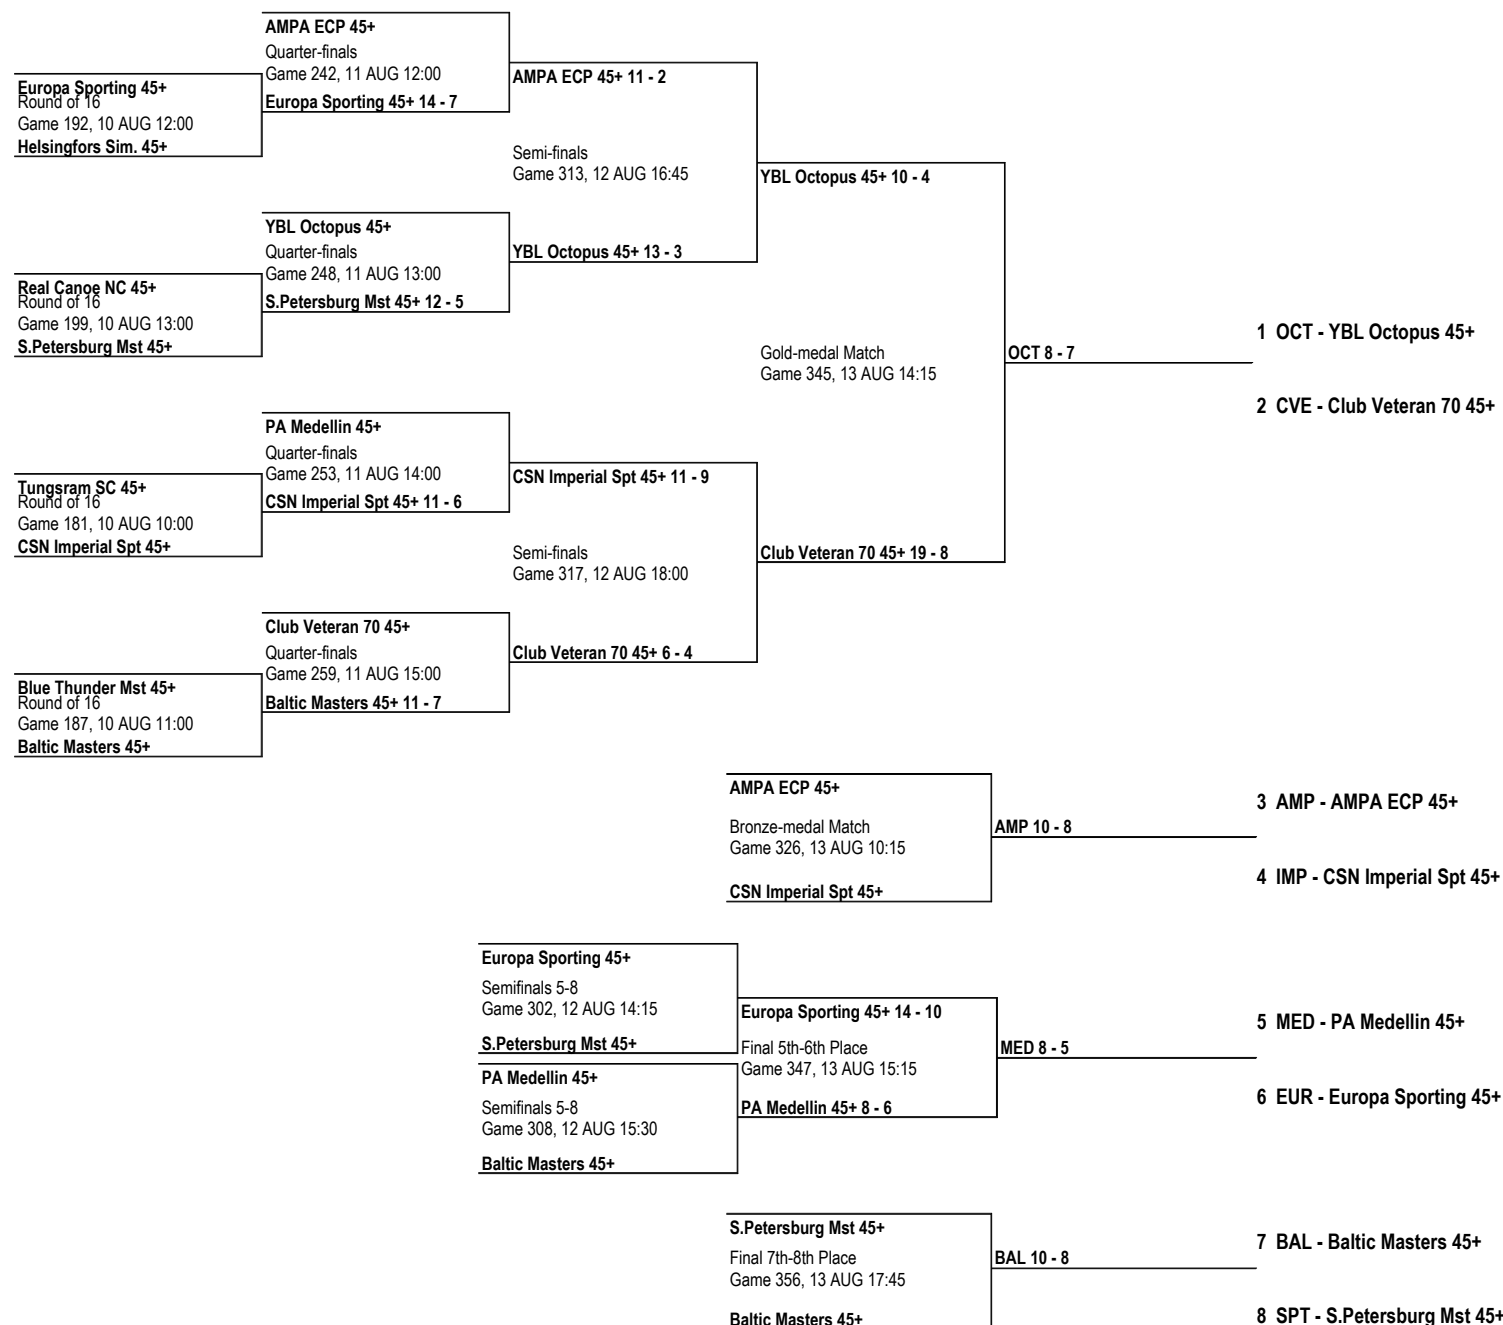 AMPA ECP 45+
Quarter-finals
Game 242, 11 AUG 12:00
Europa Sporting 45+ 14 - 7
Europa Sporting 45+
Round of 16
Game 192, 10 AUG 12:00
Helsingfors Sim. 45+
AMPA ECP 45+ 11 - 2
Semi-finals
Game 313, 12 AUG 16:45
YBL Octopus 45+ 10 - 4
YBL Octopus 45+
Quarter-finals
Game 248, 11 AUG 13:00
S.Petersburg Mst 45+ 12 - 5
YBL Octopus 45+ 13 - 3
Real Canoe NC 45+
Round of 16
Game 199, 10 AUG 13:00
S.Petersburg Mst 45+
Gold-medal Match
Game 345, 13 AUG 14:15
OCT 8 - 7
1 OCT - YBL Octopus 45+
2 CVE - Club Veteran 70 45+
PA Medellin 45+
Quarter-finals
Game 253, 11 AUG 14:00
CSN Imperial Spt 45+ 11 - 6
CSN Imperial Spt 45+ 11 - 9
Tungsram SC 45+
Round of 16
Game 181, 10 AUG 10:00
CSN Imperial Spt 45+
Semi-finals
Game 317, 12 AUG 18:00
Club Veteran 70 45+ 19 - 8
Club Veteran 70 45+
Quarter-finals
Game 259, 11 AUG 15:00
Baltic Masters 45+ 11 - 7
Club Veteran 70 45+ 6 - 4
Blue Thunder Mst 45+
Round of 16
Game 187, 10 AUG 11:00
Baltic Masters 45+
AMPA ECP 45+
Bronze-medal Match
Game 326, 13 AUG 10:15
CSN Imperial Spt 45+
AMP 10 - 8
3 AMP - AMPA ECP 45+
4 IMP - CSN Imperial Spt 45+
Europa Sporting 45+
Semifinals 5-8
Game 302, 12 AUG 14:15
S.Petersburg Mst 45+
Europa Sporting 45+ 14 - 10
Final 5th-6th Place
Game 347, 13 AUG 15:15
PA Medellin 45+ 8 - 6
PA Medellin 45+
Semifinals 5-8
Game 308, 12 AUG 15:30
Baltic Masters 45+
MED 8 - 5
5 MED - PA Medellin 45+
6 EUR - Europa Sporting 45+
S.Petersburg Mst 45+
Final 7th-8th Place
Game 356, 13 AUG 17:45
Baltic Masters 45+
BAL 10 - 8
7 BAL - Baltic Masters 45+
8 SPT - S.Petersburg Mst 45+